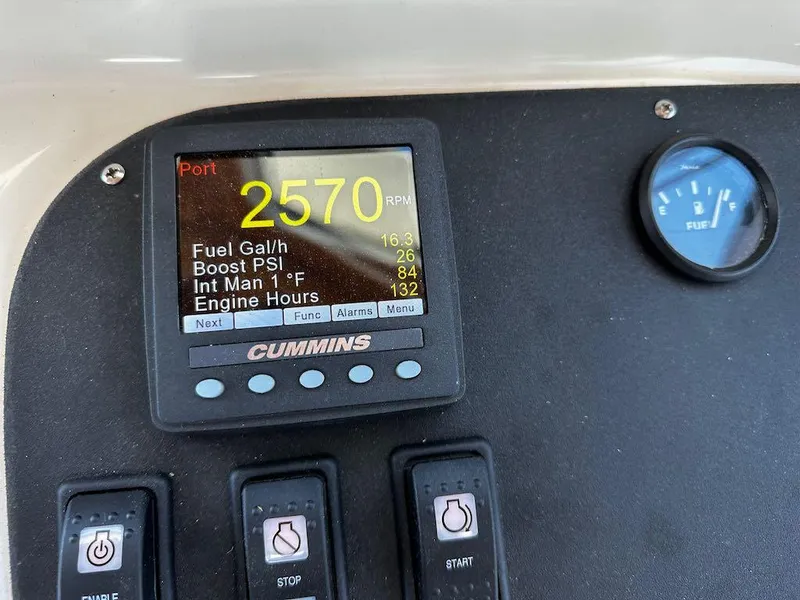 Port
2570 RPM
Fuel Gal/h 16.3
Boost PSI 26
Int Man 1 °F 84
Engine Hours 132
Next Func Alarms Menu
CUMMINS
E F
FUEL
ENABLE
STOP
START